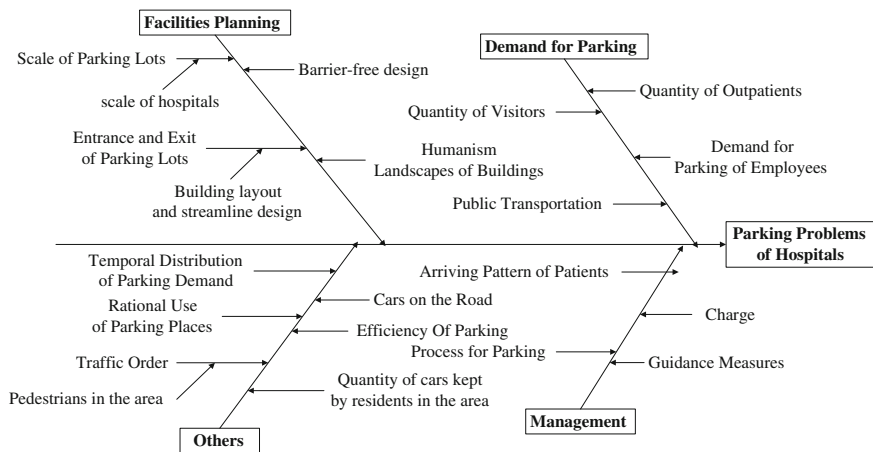 Facilities Planning
Scale of Parking Lots
Barrier-free design
scale of hospitals
Entrance and Exit
of Parking Lots
Humanism
Landscapes of Buildings
Building layout
and streamline design
Demand for Parking
Quantity of Outpatients
Quantity of Visitors
Demand for
Parking of Employees
Public Transportation
Parking Problems
of Hospitals
Temporal Distribution
of Parking Demand
Cars on the Road
Rational Use
of Parking Places
Efficiency Of Parking
Traffic Order
Pedestrians in the area
Quantity of cars kept
by residents in the area
Others
Arriving Pattern of Patients
Charge
Process for Parking
Guidance Measures
Management